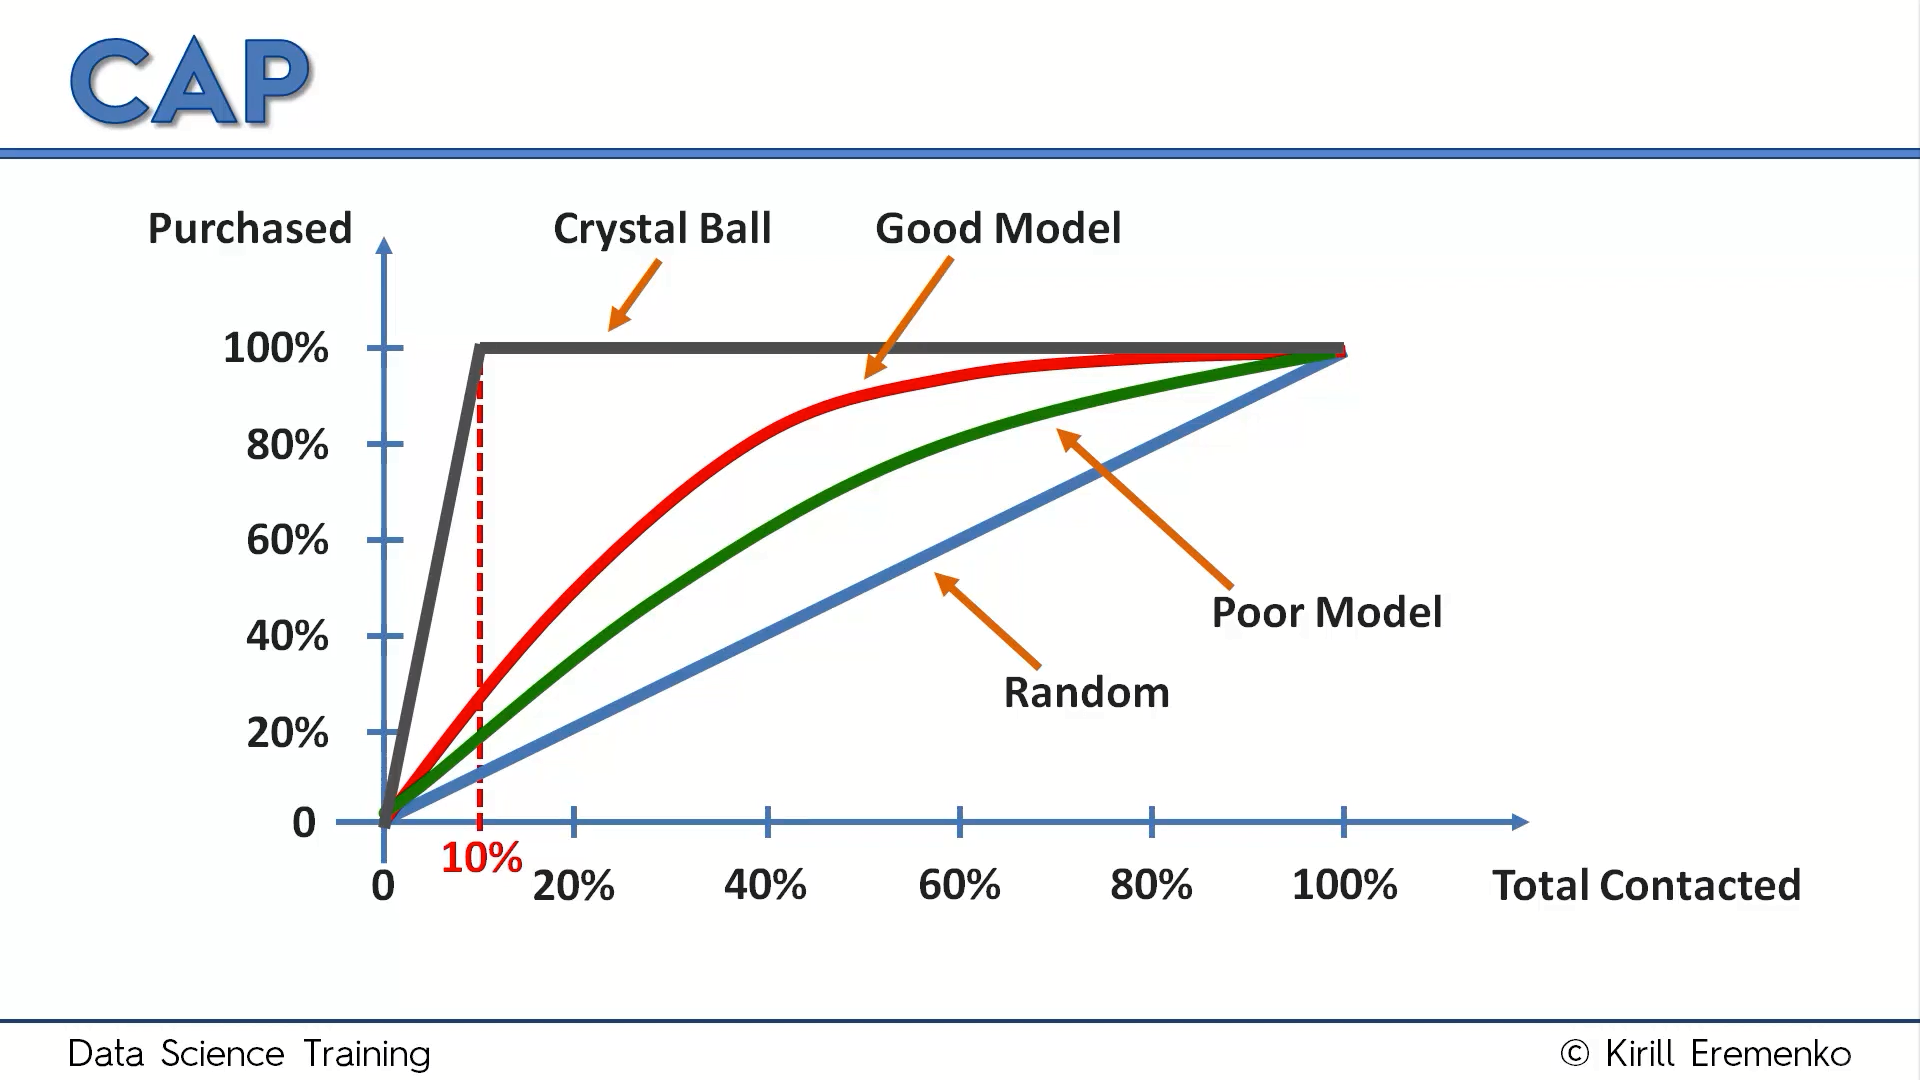 CAP
Purchased
Crystal Ball
Good Model
100%
80%
60%
40%
20%
0
Poor Model
Random
10%
0
20%
40%
60%
80%
100%
Total Contacted
Data Science Training
© Kirill Eremenko